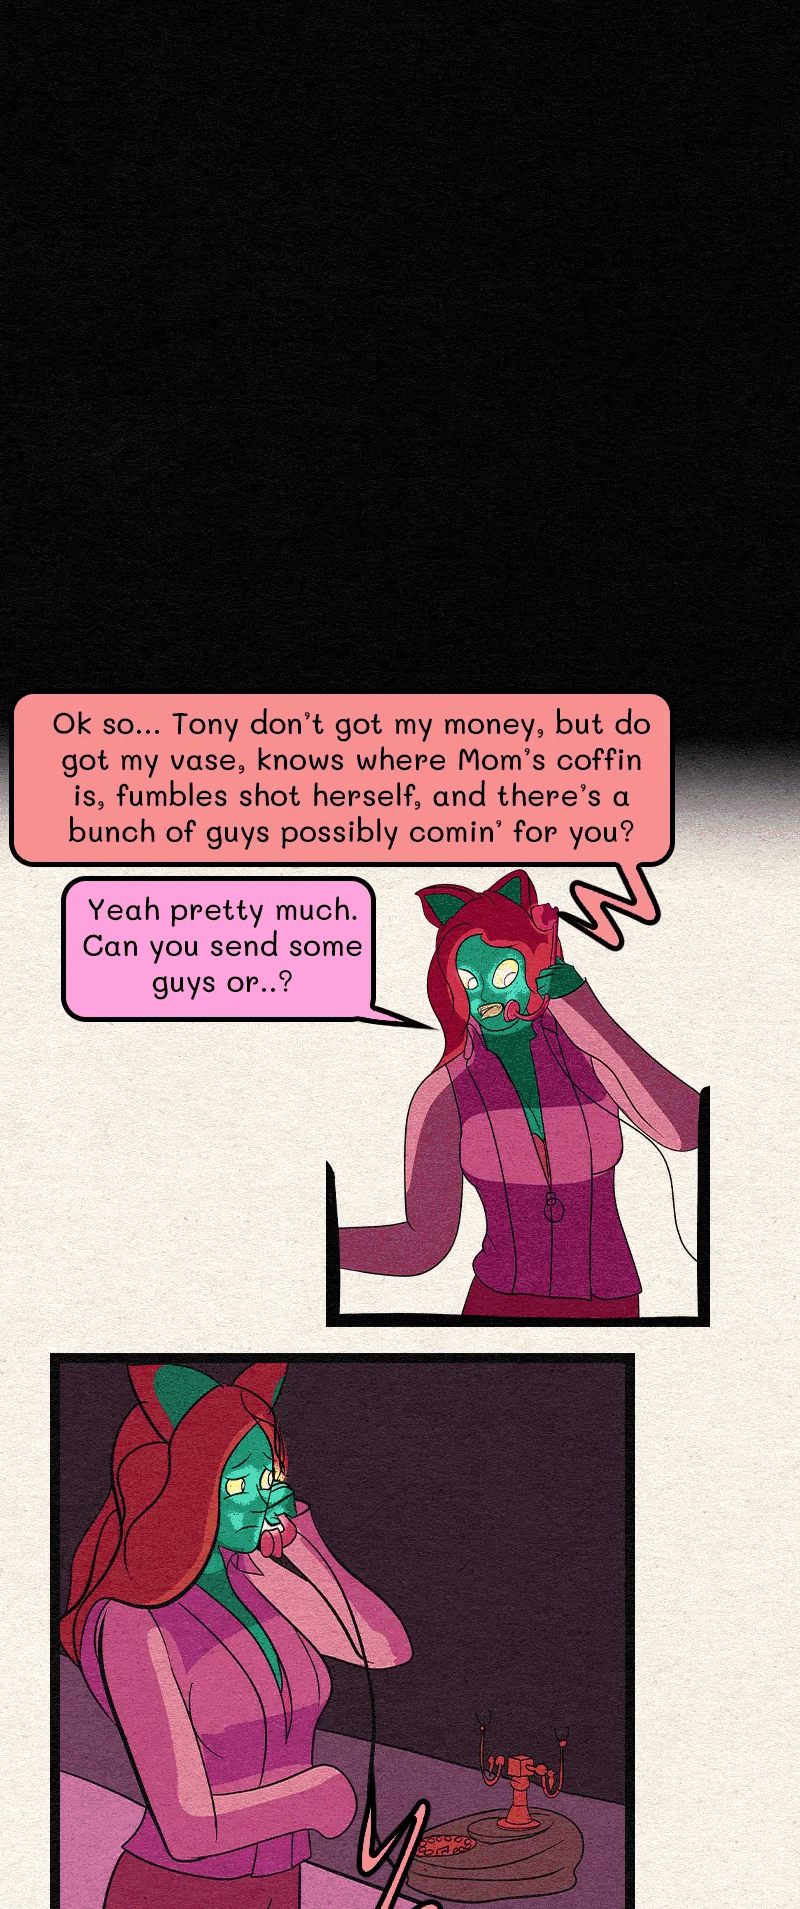 Ok so... Tony don't got my money, but do
got my vase, knows where Mom's coffin
is, fumbles shot herself, and there's a
bunch of guys possibly comin' for you?
Yeah pretty much.
Can you send some
guys or..?